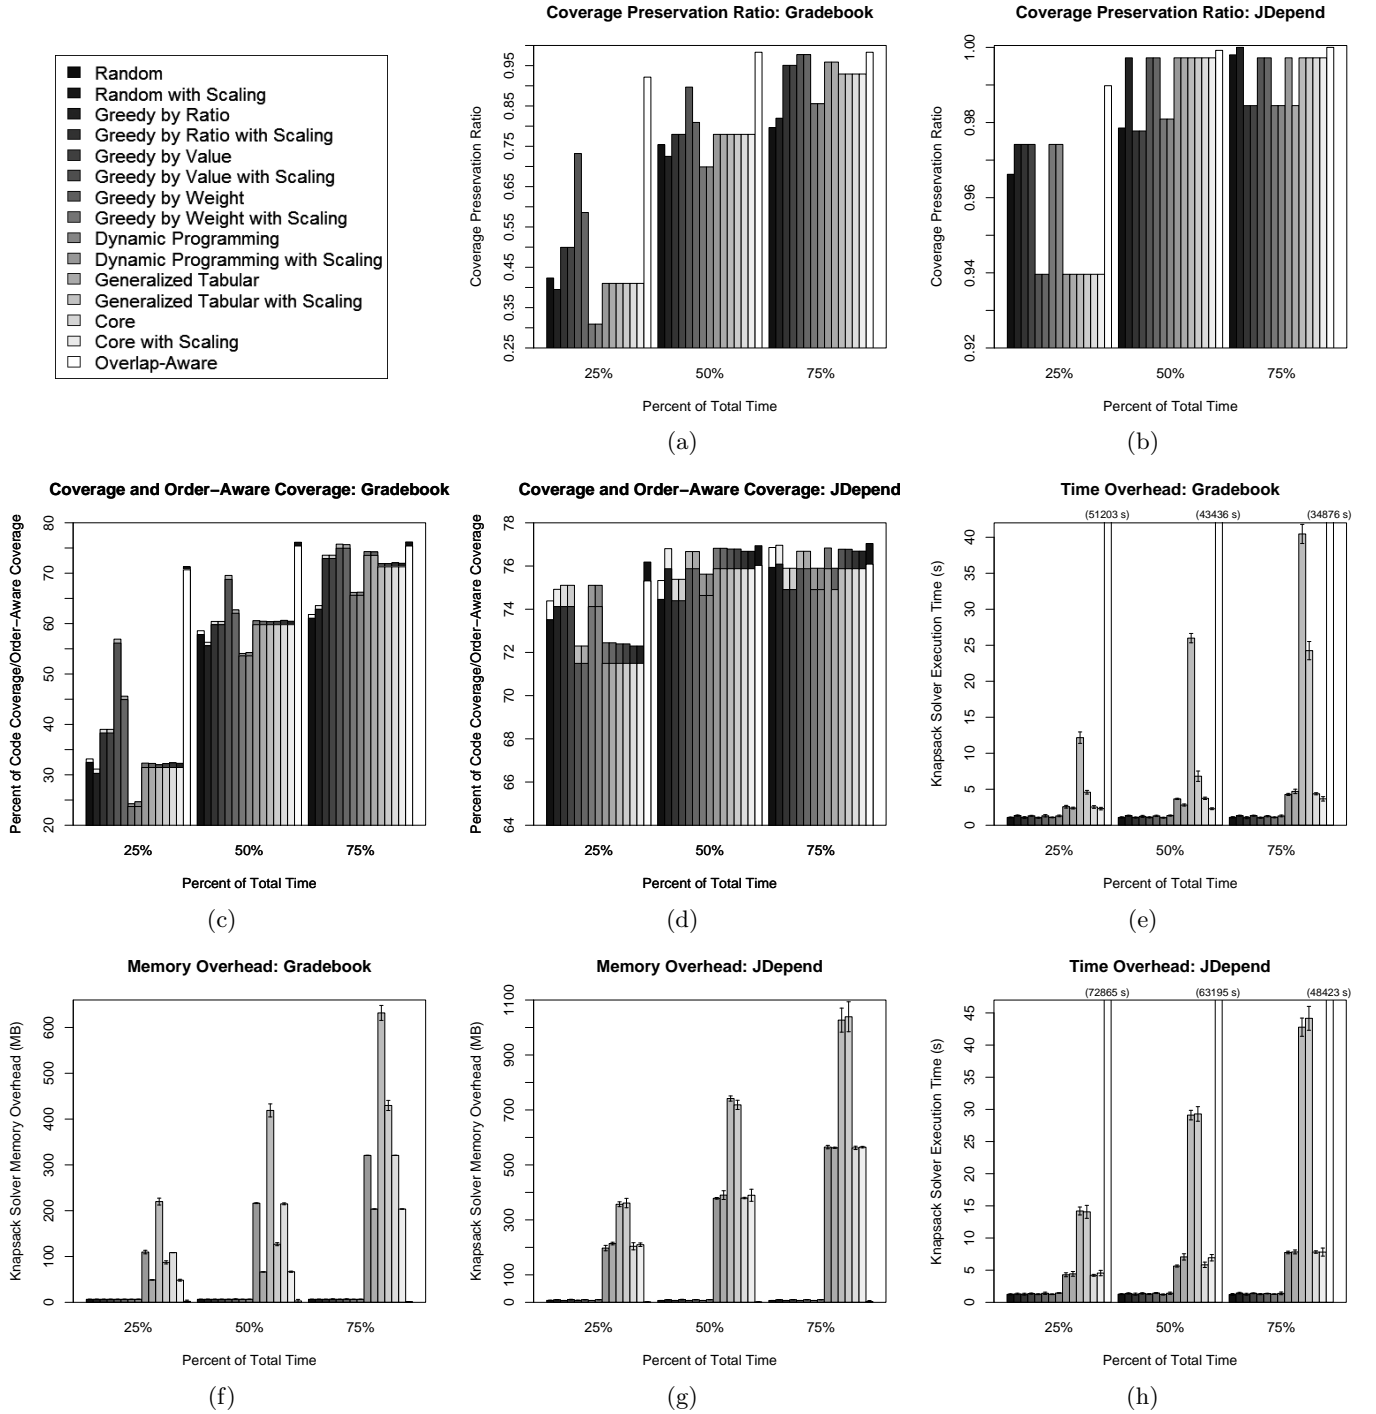 Random
Random with Scaling
Greedy by Ratio
Greedy by Ratio with Scaling
Greedy by Value
Greedy by Value with Scaling
Greedy by Weight
Greedy by Weight with Scaling
Dynamic Programming
Dynamic Programming with Scaling
Generalized Tabular
Generalized Tabular with Scaling
Core
Core with Scaling
Overlap-Aware
Coverage Preservation Ratio: Gradebook
Coverage Preservation Ratio
0.25 0.35 0.45 0.55 0.65 0.75 0.85 0.95
25% 50% 75%
Percent of Total Time
(a)
Coverage Preservation Ratio: JDepend
Coverage Preservation Ratio
0.92 0.94 0.96 0.98 1.00
25% 50% 75%
Percent of Total Time
(b)
Coverage and Order−Aware Coverage: Gradebook
Percent of Code Coverage/Order−Aware Coverage
20 30 40 50 60 70 80
25% 50% 75%
Percent of Total Time
(c)
Coverage and Order−Aware Coverage: JDepend
Percent of Code Coverage/Order−Aware Coverage
64 66 68 70 72 74 76 78
25% 50% 75%
Percent of Total Time
(d)
Time Overhead: Gradebook
(51203 s) (43436 s) (34876 s)
Knapsack Solver Execution Time (s)
0 5 10 15 20 25 30 35 40
25% 50% 75%
Percent of Total Time
(e)
Memory Overhead: Gradebook
Knapsack Solver Memory Overhead (MB)
0 100 200 300 400 500 600
25% 50% 75%
Percent of Total Time
(f)
Memory Overhead: JDepend
Knapsack Solver Memory Overhead (MB)
0 100 300 500 700 900 1100
25% 50% 75%
Percent of Total Time
(g)
Time Overhead: JDepend
(72865 s) (63195 s) (48423 s)
Knapsack Solver Execution Time (s)
0 5 10 15 20 25 30 35 40 45
25% 50% 75%
Percent of Total Time
(h)